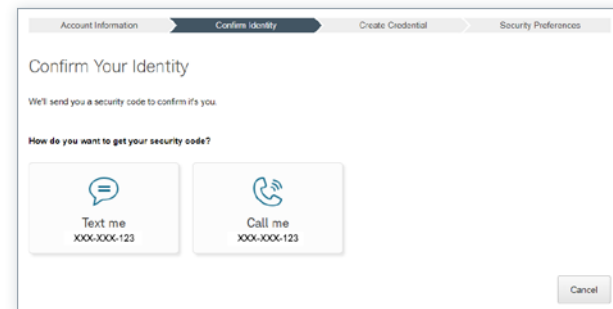 Account Information Confirm Identity Create Credential Security Preferences
Confirm Your Identity
We'll send you a security code to confirm it's you.
How do you want to get your security code?
Text me Call me
XXX-XXX-123 XXX-XXX-123
Cancel